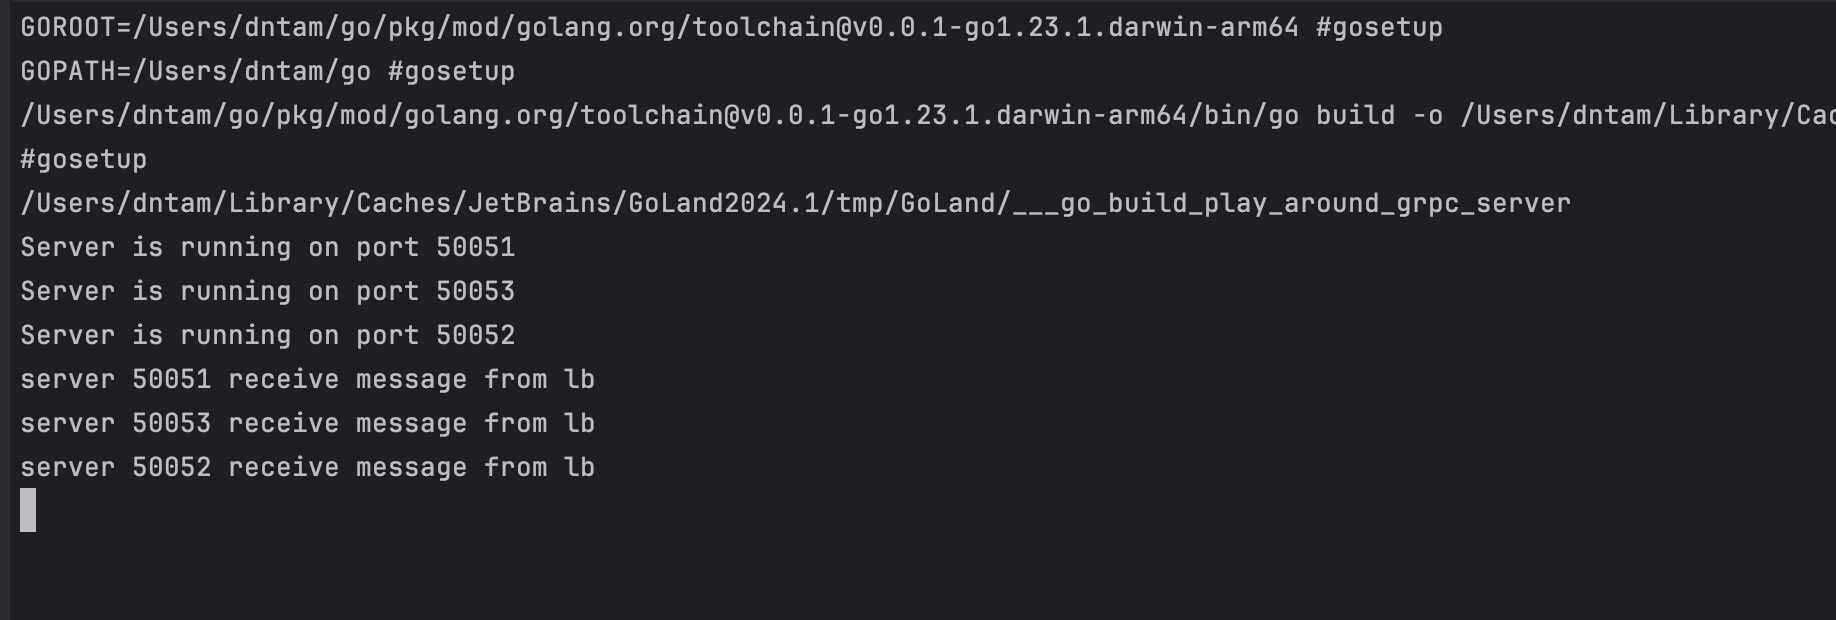 GOROOT=/Users/dntam/go/pkg/mod/golang.org/toolchain@v0.0.1-go1.23.1.darwin-arm64 #gosetup
GOPATH=/Users/dntam/go #gosetup
/Users/dntam/go/pkg/mod/golang.org/toolchain@v0.0.1-go1.23.1.darwin-arm64/bin/go build -o /Users/dntam/Library/Cac
#gosetup
/Users/dntam/Library/Caches/JetBrains/GoLand2024.1/tmp/GoLand/___go_build_play_around_grpc_server
Server is running on port 50051
Server is running on port 50053
Server is running on port 50052
server 50051 receive message from lb
server 50053 receive message from lb
server 50052 receive message from lb